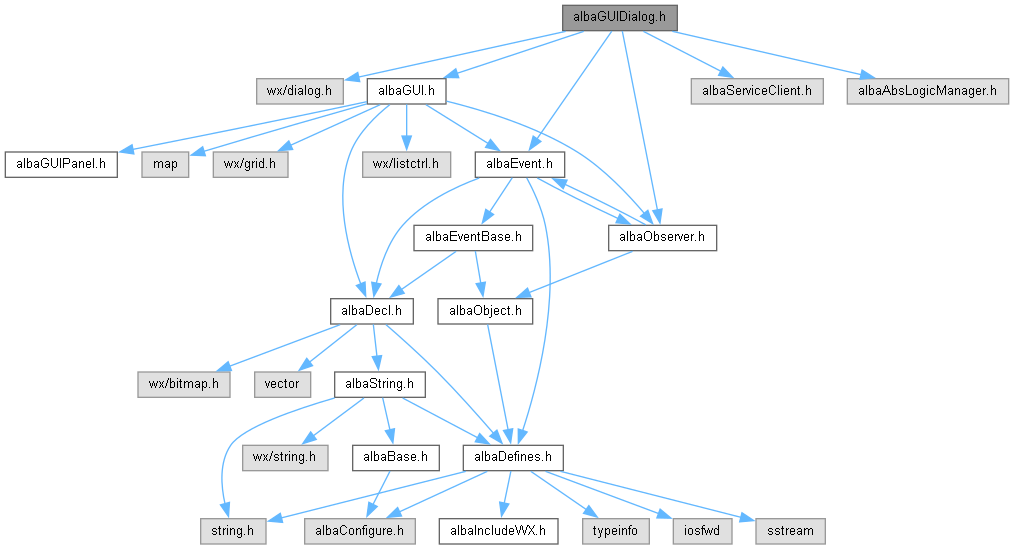 albaGUIDialog.h
wx/dialog.h
albaGUI.h
albaServiceClient.h
albaAbsLogicManager.h
albaGUIPanel.h
map
wx/grid.h
wx/listctrl.h
albaEvent.h
albaEventBase.h
albaObserver.h
albaDecl.h
albaObject.h
wx/bitmap.h
vector
albaString.h
wx/string.h
albaBase.h
albaDefines.h
string.h
albaConfigure.h
albaIncludeWX.h
typeinfo
iosfwd
sstream